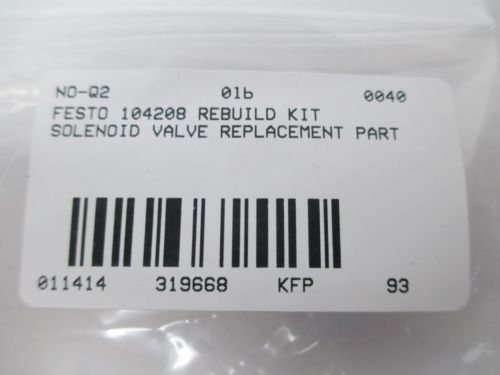 NO-Q2 01b 0040
FESTO 104208 REBUILD KIT
SOLENOID VALVE REPLACEMENT PART
011414 319668 KFP 93